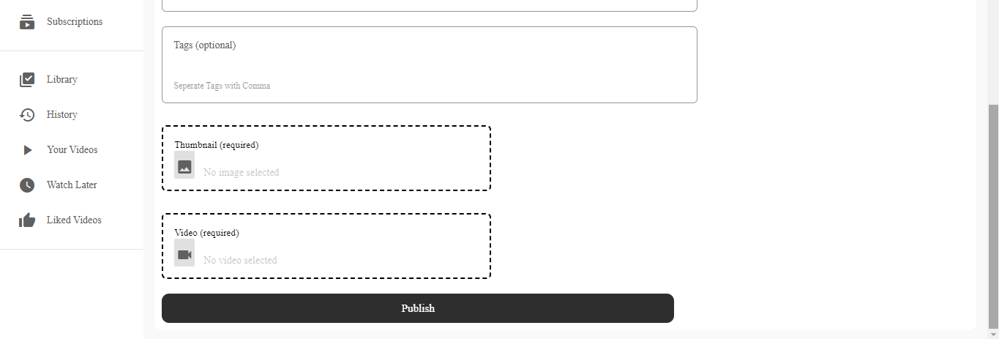 Subscriptions
Library
History
Your Videos
Watch Later
Liked Videos
Tags (optional)
Seperate Tags with Comma
Thumbnail (required)
No image selected
Video (required)
No video selected
Publish